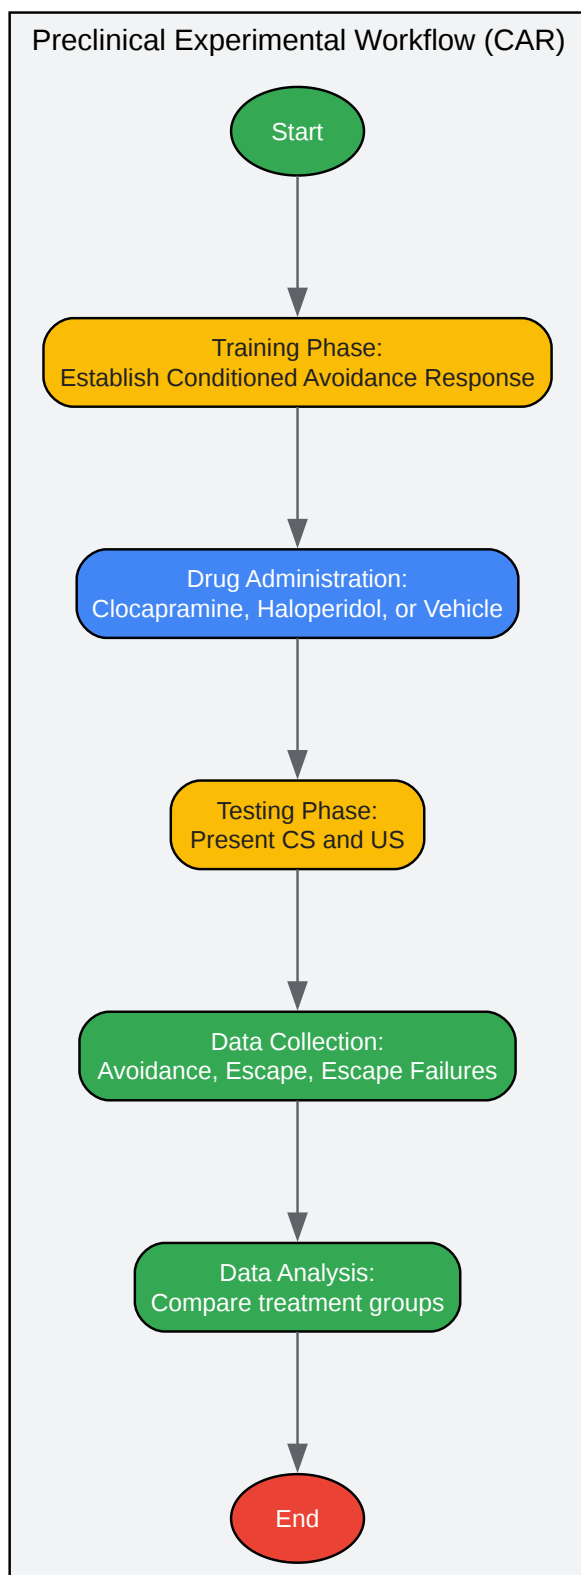 Preclinical Experimental Workflow (CAR)
Start
Training Phase:
Establish Conditioned Avoidance Response
Drug Administration:
Clocapramine, Haloperidol, or Vehicle
Testing Phase:
Present CS and US
Data Collection:
Avoidance, Escape, Escape Failures
Data Analysis:
Compare treatment groups
End